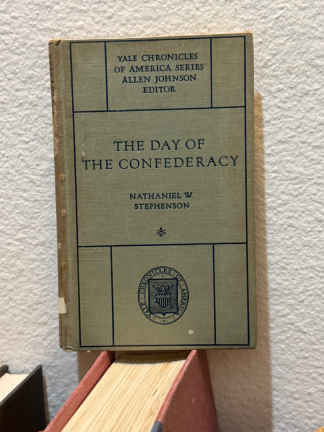 YALE CHRONICLES
OF AMERICA SERIES
ALLEN JOHNSON
EDITOR
THE DAY OF
THE CONFEDERACY
NATHANIEL W.
STEPHENSON